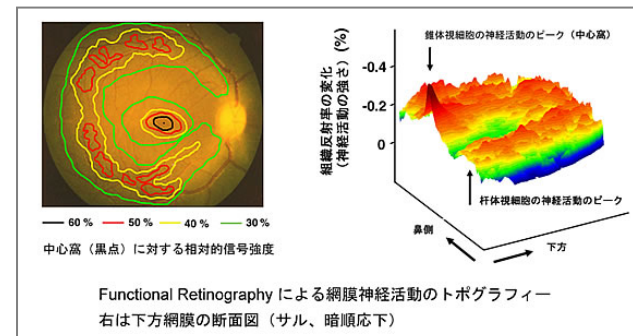 60 % 50 % 40 % 30 %
中心窩（黒点）に対する相対的信号強度
錐体視細胞の神経活動のピーク（中心窩）
組織反射率の変化 (%)
（神経活動の強さ）
-0.4
-0.2
0
杆体視細胞の神経活動のピーク
鼻側
下方
Functional Retinography による網膜神経活動のトポグラフィー
右は下方網膜の断面図（サル、暗順応下）